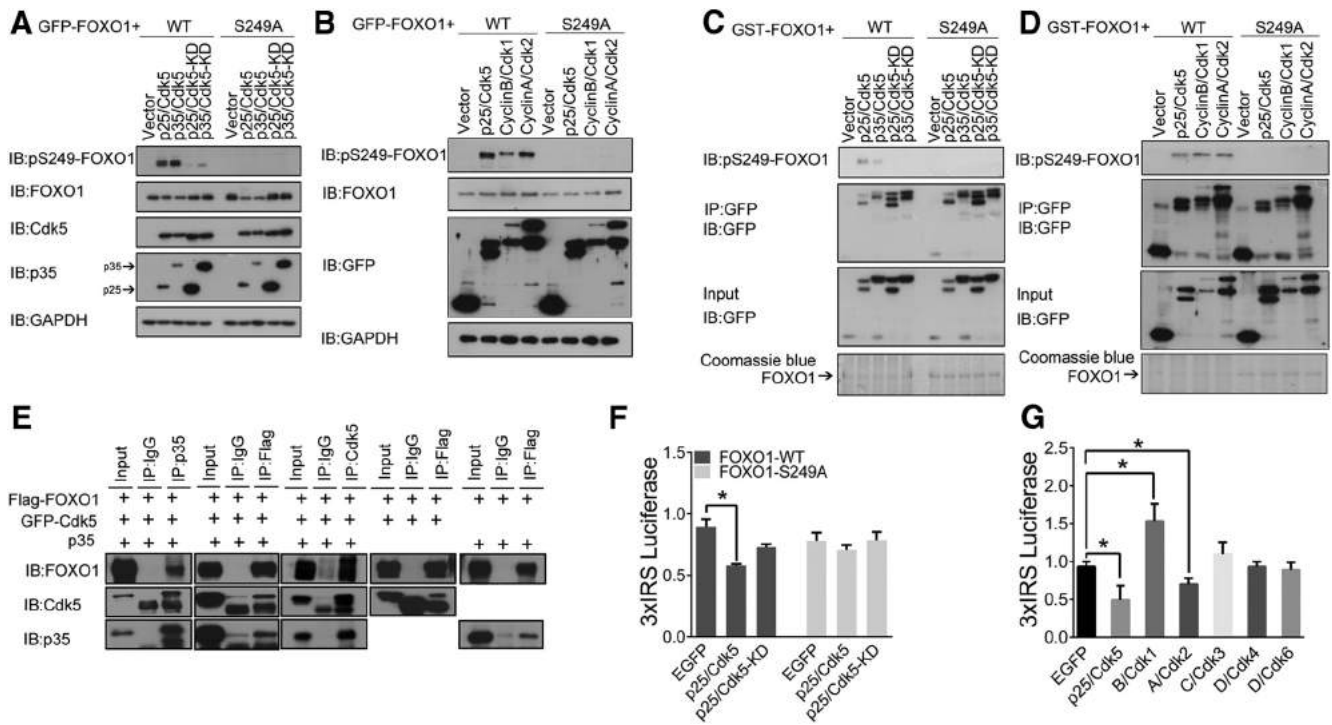 A
GFP-FOXO1+ WT S249A
Vector
p25/Cdk5
p35/Cdk5
p25/Cdk5-KD
p35/Cdk5-KD
Vector
p25/Cdk5
p35/Cdk5
p25/Cdk5-KD
p35/Cdk5-KD
IB:pS249-FOXO1
IB:FOXO1
IB:Cdk5
IB:p35
p35→
p25→
IB:GAPDH
B
GFP-FOXO1+ WT S249A
Vector
p25/Cdk5
CyclinB/Cdk1
CyclinA/Cdk2
Vector
p25/Cdk5
CyclinB/Cdk1
CyclinA/Cdk2
IB:pS249-FOXO1
IB:FOXO1
IB:GFP
IB:GAPDH
C
GST-FOXO1+ WT S249A
Vector
p25/Cdk5
p35/Cdk5
p25/Cdk5-KD
p35/Cdk5-KD
Vector
p25/Cdk5
p35/Cdk5
p25/Cdk5-KD
p35/Cdk5-KD
IB:pS249-FOXO1
IP:GFP
IB:GFP
Input
IB:GFP
Coomassie blue
FOXO1→
D
GST-FOXO1+ WT S249A
Vector
p25/Cdk5
CyclinB/Cdk1
CyclinA/Cdk2
Vector
p25/Cdk5
CyclinB/Cdk1
CyclinA/Cdk2
IB:pS249-FOXO1
IP:GFP
IB:GFP
Input
IB:GFP
Coomassie blue
FOXO1→
E
Input IP:IgG IP:p35 Input IP:IgG IP:Flag Input IP:IgG IP:Cdk5 Input IP:IgG IP:Flag Input IP:IgG IP:Flag
Flag-FOXO1 + + + + + + + + + + + + + + +
GFP-Cdk5 + + + + + + + + + + + +
p35 + + + + + + + + + + + +
IB:FOXO1
IB:Cdk5
IB:p35
F
3xIRS Luciferase
1.5
1.0
0.5
0.0
FOXO1-WT
FOXO1-S249A
*
EGFP
p25/Cdk5
p25/Cdk5-KD
EGFP
p25/Cdk5
p25/Cdk5-KD
G
3xIRS Luciferase
2.5
2.0
1.5
1.0
0.5
0.0
*
*
*
EGFP
p25/Cdk5
B/Cdk1
A/Cdk2
C/Cdk3
D/Cdk4
D/Cdk6